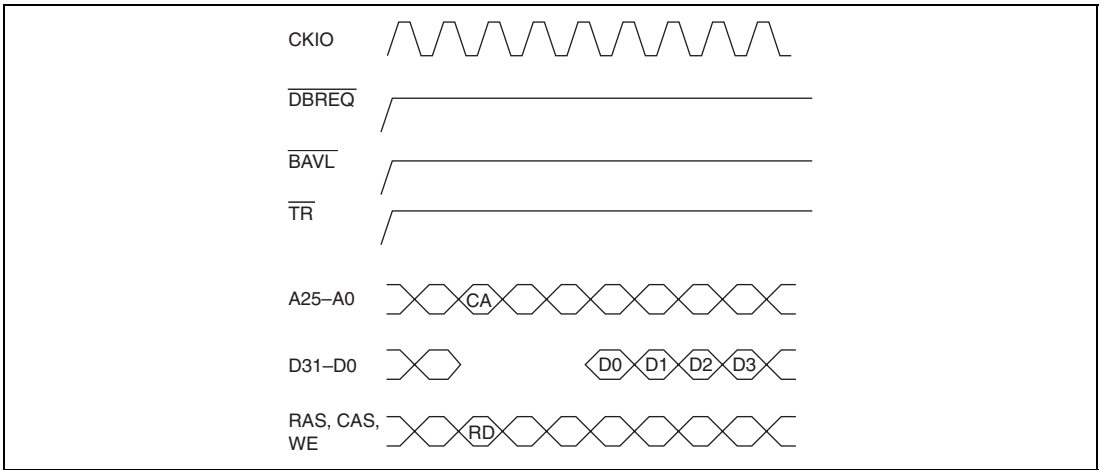 CKIO
DBREQ
BAVL
TR
A25–A0 CA
D31–D0 D0 D1 D2 D3
RAS, CAS,
WE RD